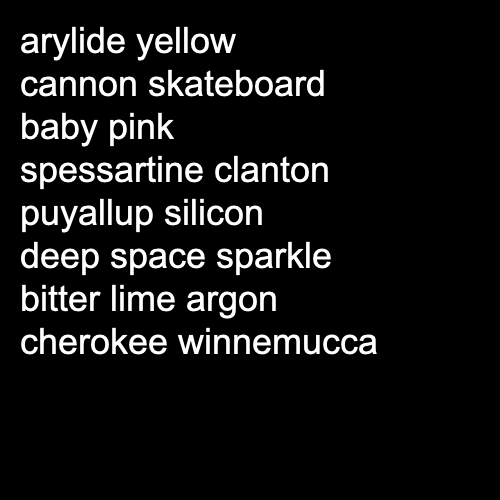 arylide yellow
cannon skateboard
baby pink
spessartine clanton
puyallup silicon
deep space sparkle
bitter lime argon
cherokee winnemucca